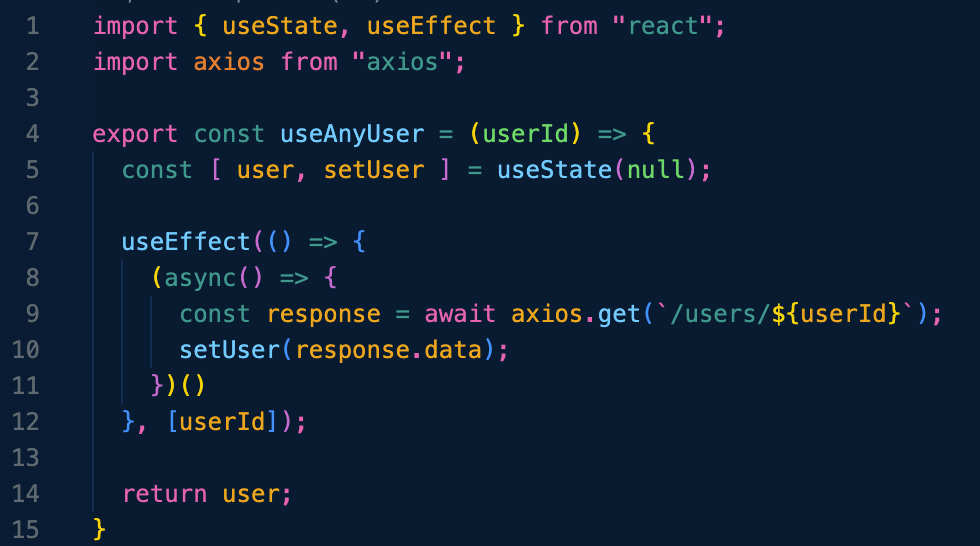 1 import { useState, useEffect } from "react";
2 import axios from "axios";
3
4 export const useAnyUser = (userId) => {
5   const [ user, setUser ] = useState(null);
6
7   useEffect(() => {
8     (async() => {
9       const response = await axios.get(`/users/${userId}`);
10       setUser(response.data);
11     })()
12   }, [userId]);
13
14   return user;
15 }